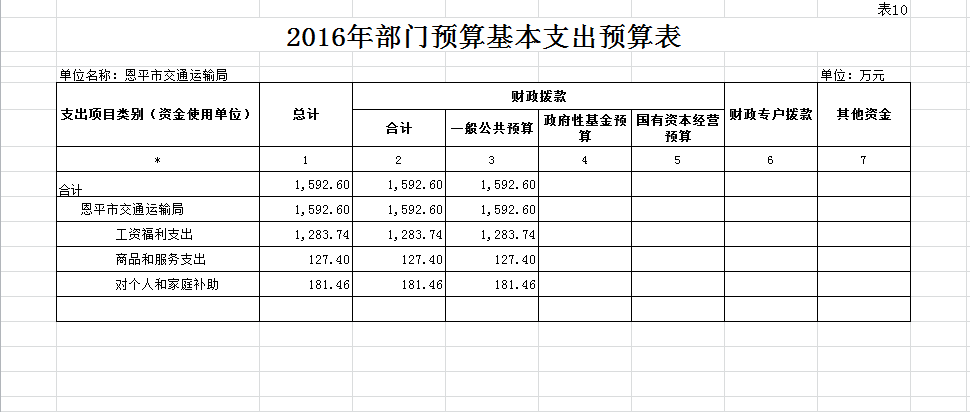 表10
2016年部门预算基本支出预算表
单位名称：恩平市交通运输局 单位：万元
支出项目类别（资金使用单位） 总计 财政拨款 财政专户拨款 其他资金
合计 一般公共预算 政府性基金预算 国有资本经营预算
* 1 2 3 4 5 6 7
合计 1,592.60 1,592.60 1,592.60
恩平市交通运输局 1,592.60 1,592.60 1,592.60
工资福利支出 1,283.74 1,283.74 1,283.74
商品和服务支出 127.40 127.40 127.40
对个人和家庭补助 181.46 181.46 181.46